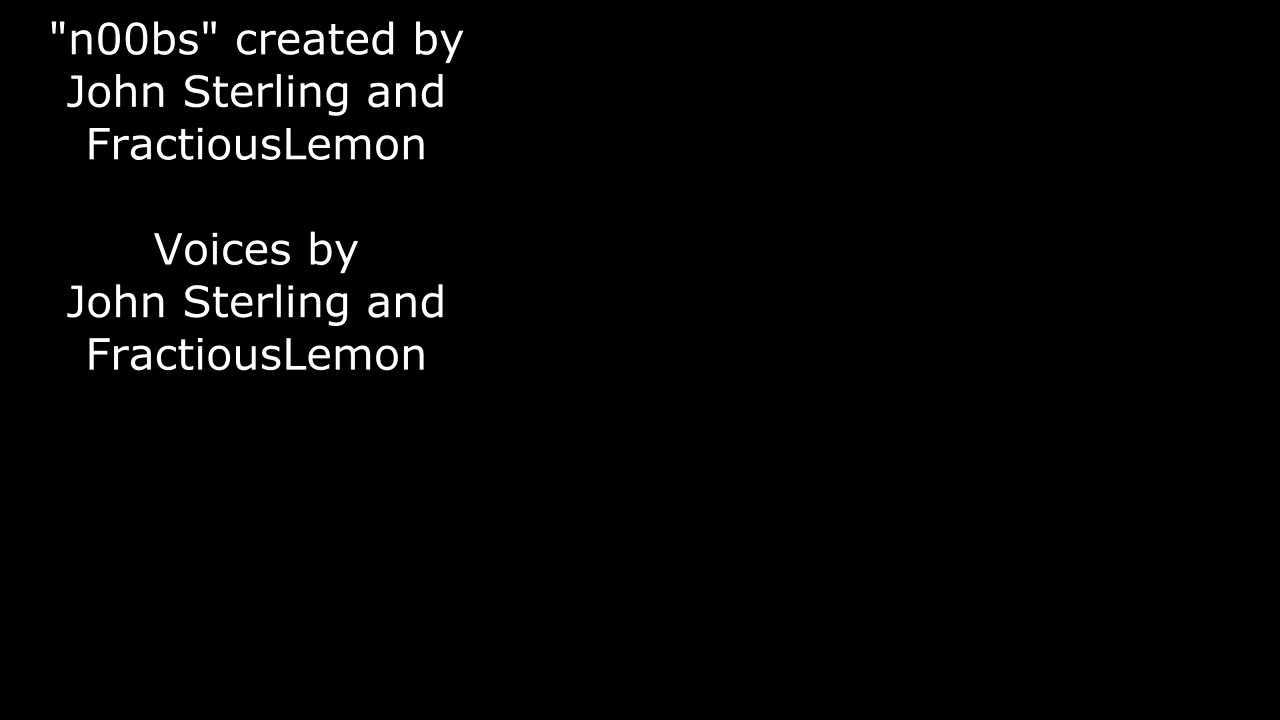 "n00bs" created by
John Sterling and
FractiousLemon
Voices by
John Sterling and
FractiousLemon